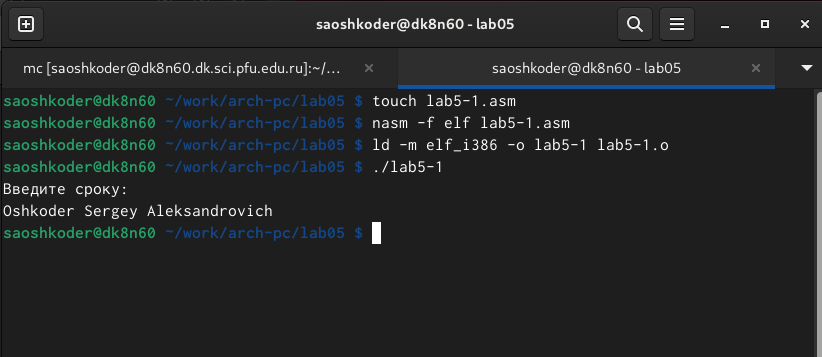 saoshkoder@dk8n60 - lab05
mc [saoshkoder@dk8n60.dk.sci.pfu.edu.ru]:~/...
saoshkoder@dk8n60 - lab05
saoshkoder@dk8n60 ~/work/arch-pc/lab05 $ touch lab5-1.asm
saoshkoder@dk8n60 ~/work/arch-pc/lab05 $ nasm -f elf lab5-1.asm
saoshkoder@dk8n60 ~/work/arch-pc/lab05 $ ld -m elf_i386 -o lab5-1 lab5-1.o
saoshkoder@dk8n60 ~/work/arch-pc/lab05 $ ./lab5-1
Введите сроку:
Oshkoder Sergey Aleksandrovich
saoshkoder@dk8n60 ~/work/arch-pc/lab05 $